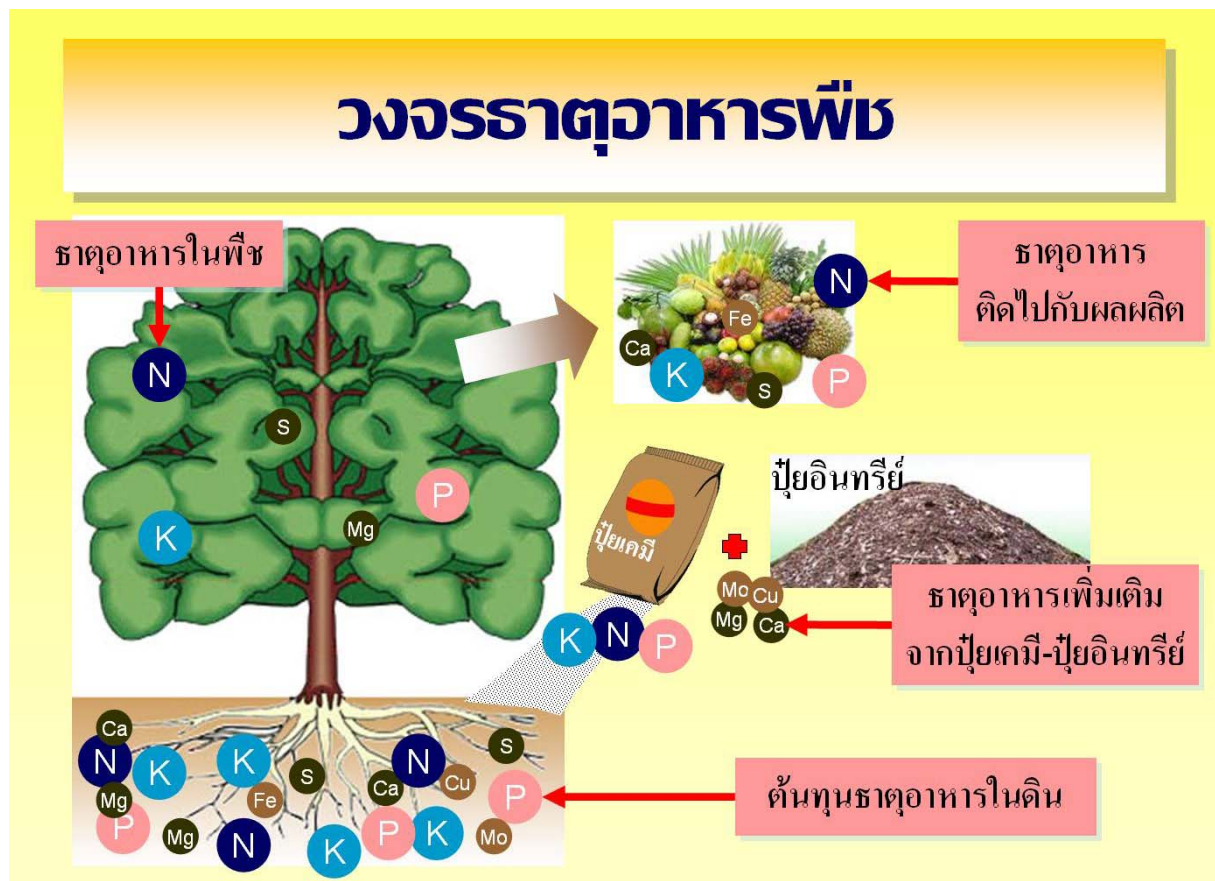 วงจรธาตุอาหารพืช
ธาตุอาหารในพืช
N
S
P
K
Mg
N
Fe
Ca
K
S
P
ธาตุอาหาร
ติดไปกับผลผลิต
ปุ๋ยเคมี
ปุ๋ยอินทรีย์
K N P
Mo Cu
Mg Ca
ธาตุอาหารเพิ่มเติม
จากปุ๋ยเคมี-ปุ๋ยอินทรีย์
Ca
N K K N S
S
Mg Fe Ca Cu P
P
Mg N K P K Mo
ต้นทุนธาตุอาหารในดิน